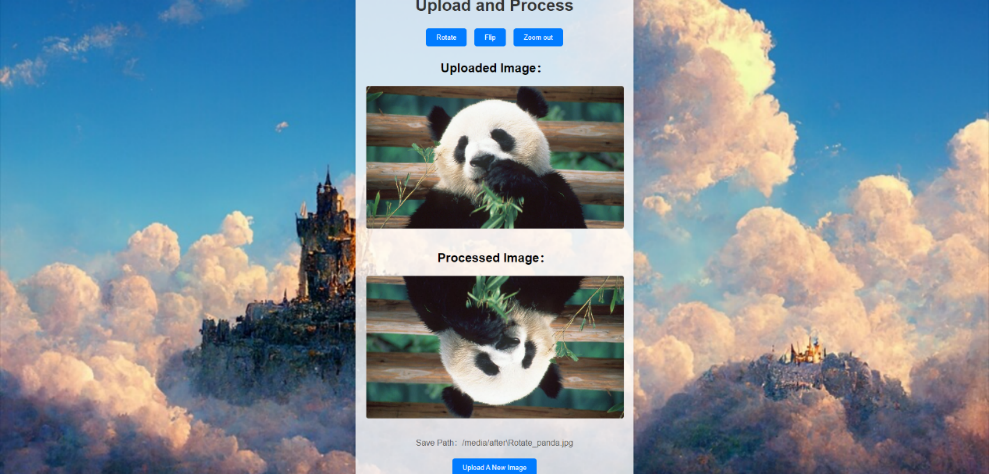 Upload and Process
Rotate Flip Zoom out
Uploaded Image:
Processed Image:
Save Path: /media/after\Rotate_panda.jpg
Upload A New Image